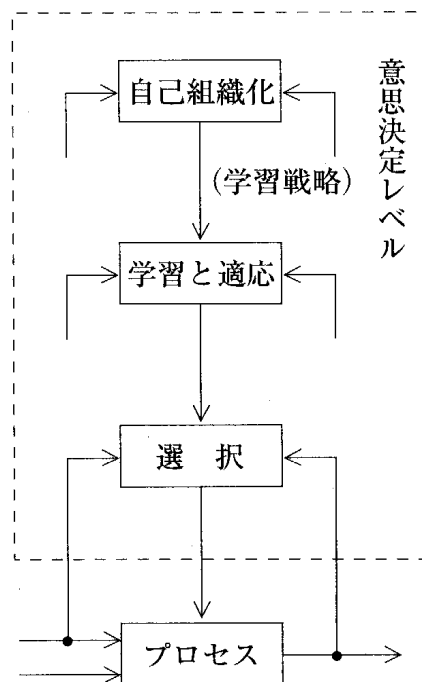 自己組織化
(学習戦略)
意思決定レベル
学習と適応
選 択
プロセス